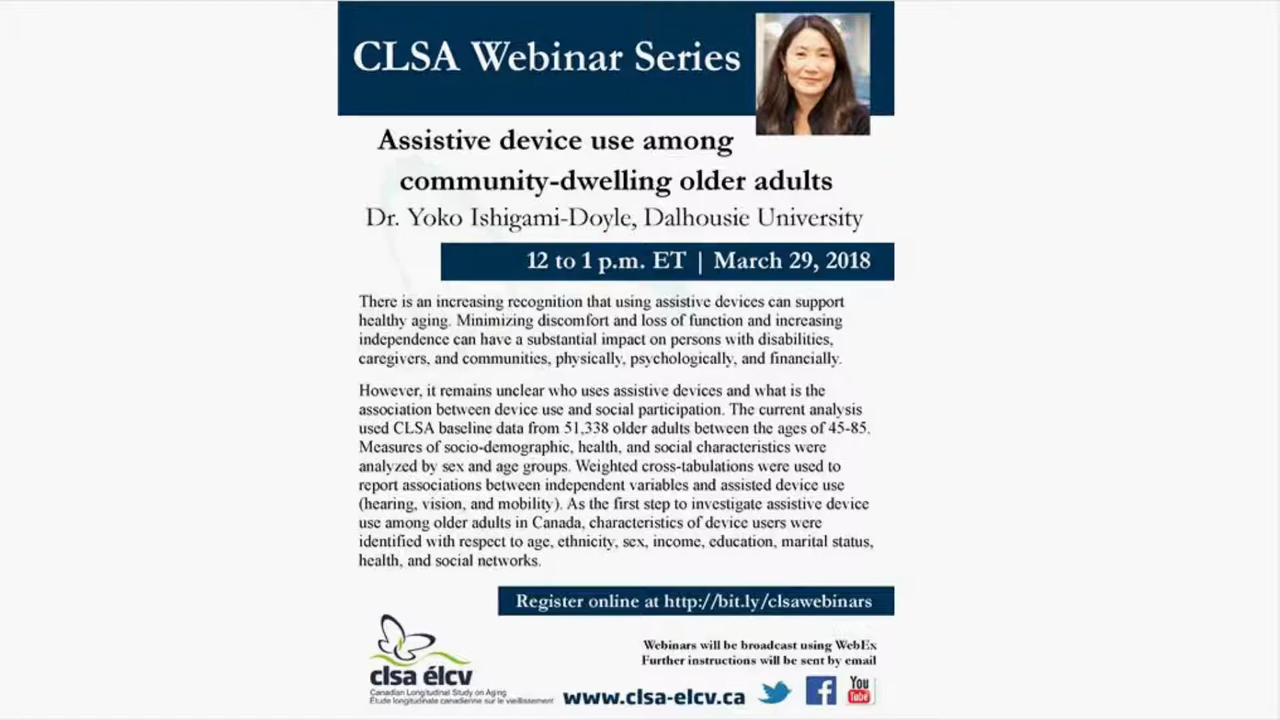 CLSA Webinar Series
Assistive device use among
community-dwelling older adults
Dr. Yoko Ishigami-Doyle, Dalhousie University
12 to 1 p.m. ET | March 29, 2018
There is an increasing recognition that using assistive devices can support
healthy aging. Minimizing discomfort and loss of function and increasing
independence can have a substantial impact on persons with disabilities,
caregivers, and communities, physically, psychologically, and financially.
However, it remains unclear who uses assistive devices and what is the
association between device use and social participation. The current analysis
used CLSA baseline data from 51,338 older adults between the ages of 45-85.
Measures of socio-demographic, health, and social characteristics were
analyzed by sex and age groups. Weighted cross-tabulations were used to
report associations between independent variables and assisted device use
(hearing, vision, and mobility). As the first step to investigate assistive device
use among older adults in Canada, characteristics of device users were
identified with respect to age, ethnicity, sex, income, education, marital status,
health, and social networks.
Register online at http://bit.ly/clsawebinars
Webinars will be broadcast using WebEx
Further instructions will be sent by email
clsa élcv
Canadian Longitudinal Study on Aging
Étude longitudinale canadienne sur le vieillissement
www.clsa-elcv.ca
You
Tube